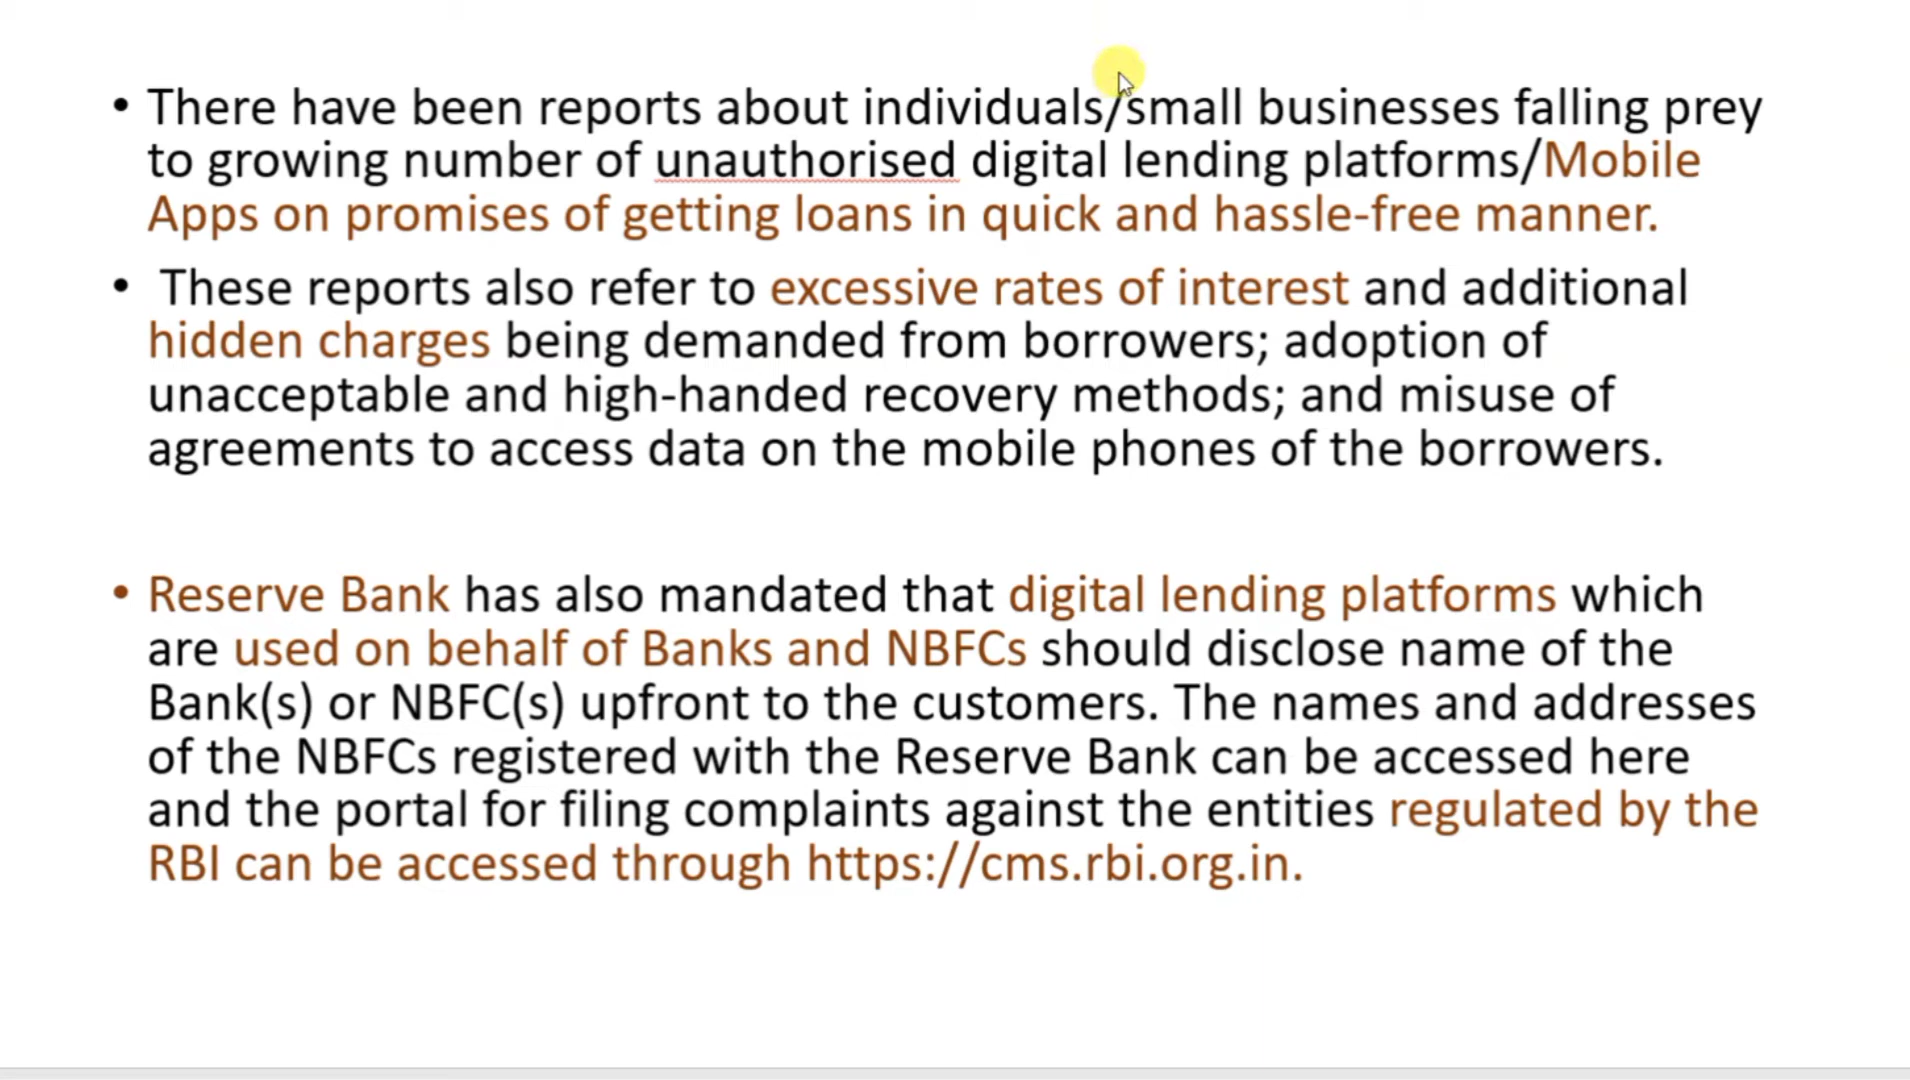 • There have been reports about individuals/small businesses falling prey
to growing number of unauthorised digital lending platforms/Mobile
Apps on promises of getting loans in quick and hassle-free manner.
• These reports also refer to excessive rates of interest and additional
hidden charges being demanded from borrowers; adoption of
unacceptable and high-handed recovery methods; and misuse of
agreements to access data on the mobile phones of the borrowers.
• Reserve Bank has also mandated that digital lending platforms which
are used on behalf of Banks and NBFCs should disclose name of the
Bank(s) or NBFC(s) upfront to the customers. The names and addresses
of the NBFCs registered with the Reserve Bank can be accessed here
and the portal for filing complaints against the entities regulated by the
RBI can be accessed through https://cms.rbi.org.in.